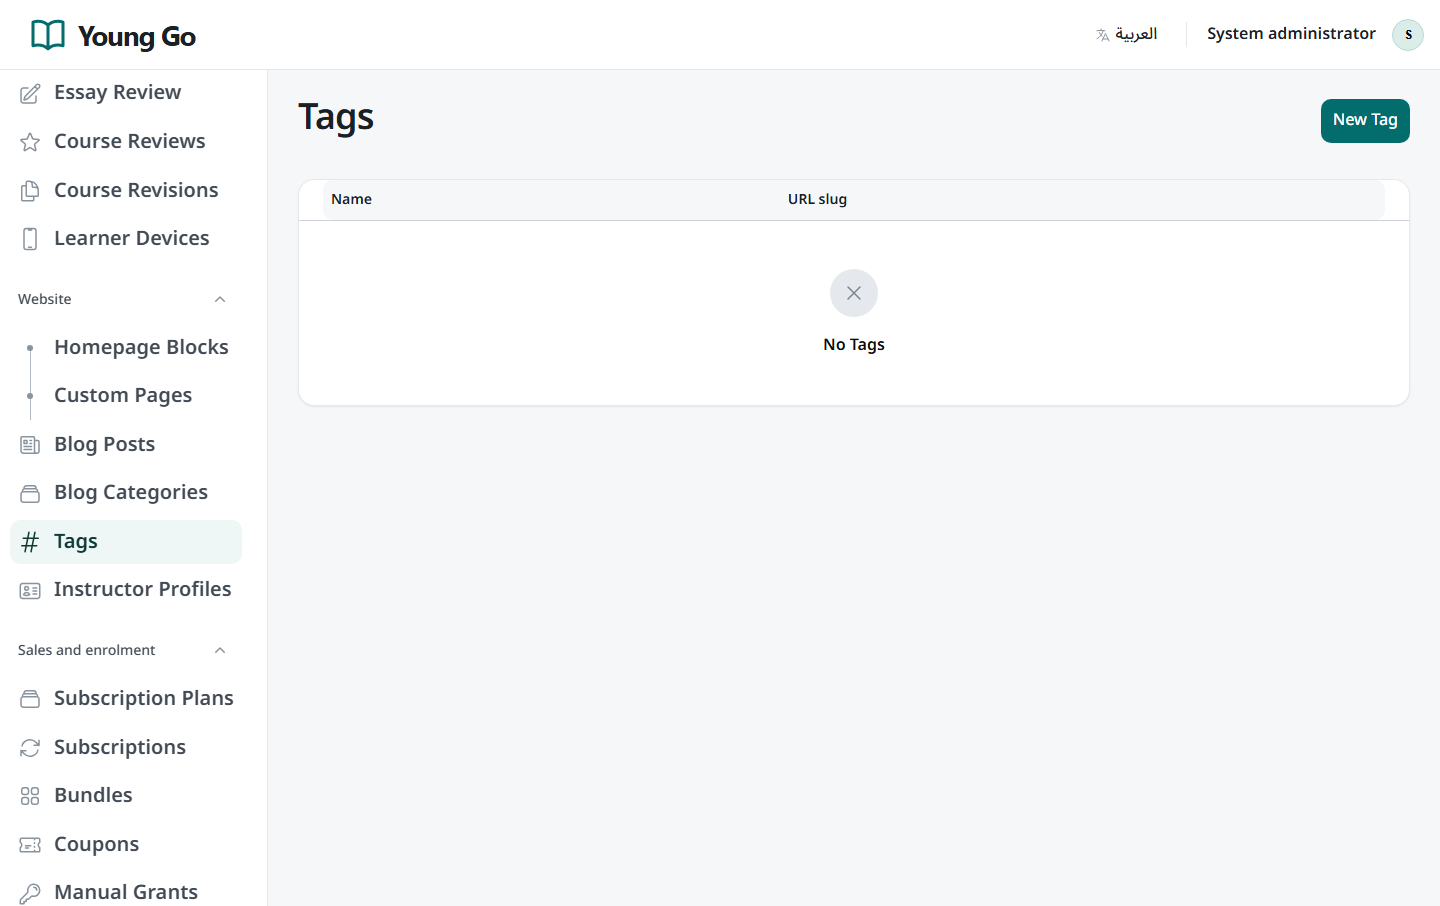 Young Go
العربية
System administrator
S
Essay Review
Course Reviews
Course Revisions
Learner Devices
Website
Homepage Blocks
Custom Pages
Blog Posts
Blog Categories
Tags
Instructor Profiles
Sales and enrolment
Subscription Plans
Subscriptions
Bundles
Coupons
Manual Grants
Tags
New Tag
Name
URL slug
No Tags